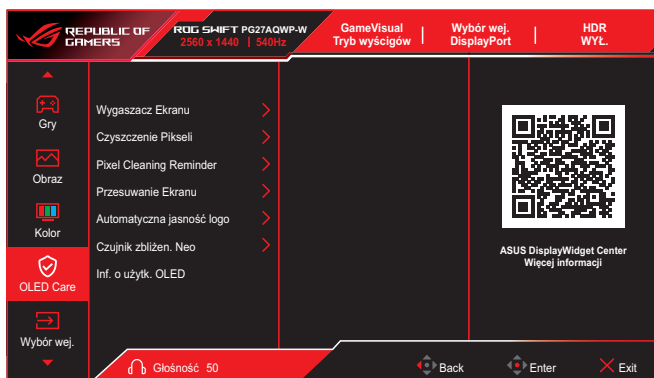 REPUBLIC OF
GAMERS
ROG SWIFT PG27AQWP-W
2560 x 1440 | 540Hz
GameVisual
Tryb wyścigów
Wybór wej.
DisplayPort
HDR
WYŁ.
Gry
Obraz
Kolor
OLED Care
Wybór wej.
Wygaszacz Ekranu
Czyszczenie Pikseli
Pixel Cleaning Reminder
Przesuwanie Ekranu
Automatyczna jasność logo
Czujnik zbliżen. Neo
Inf. o użytk. OLED
ASUS DisplayWidget Center
Więcej informacji
Głośność 50
Back
Enter
Exit